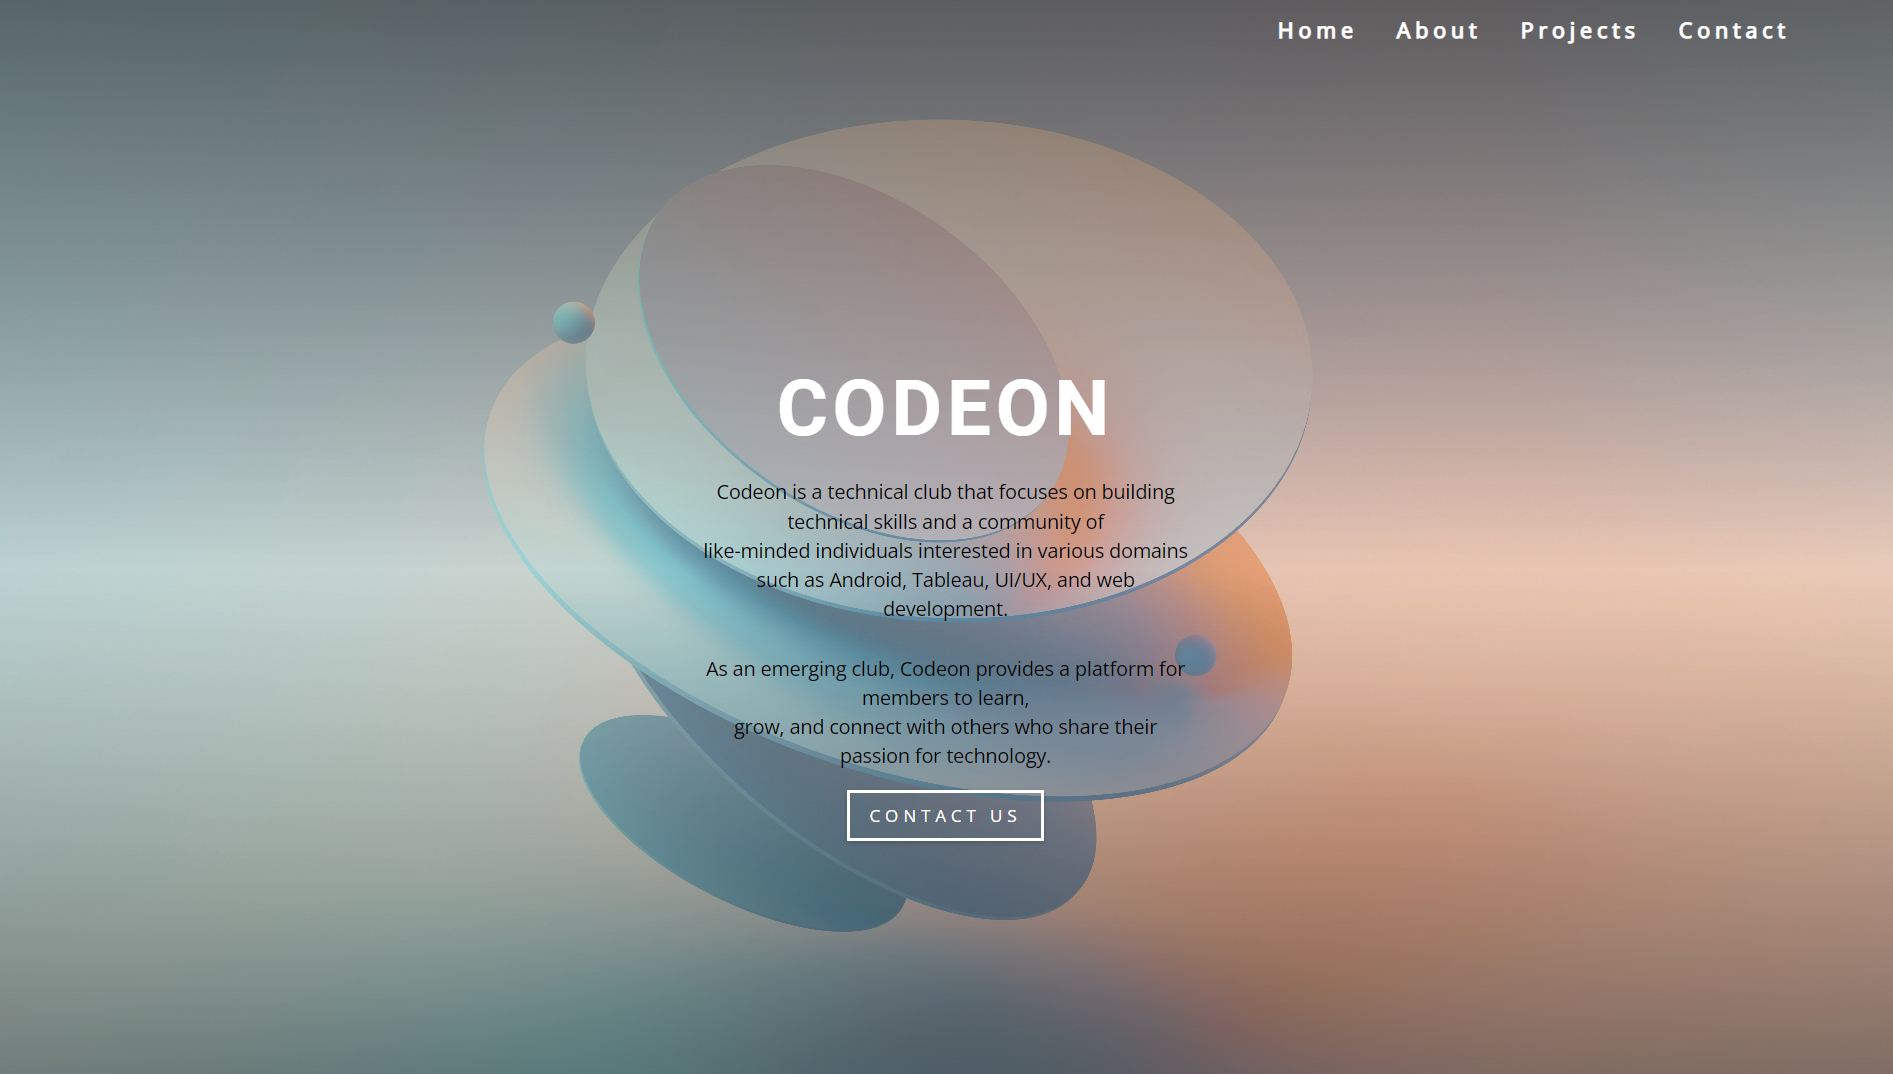 Home About Projects Contact
CODEON
Codeon is a technical club that focuses on building
technical skills and a community of
like-minded individuals interested in various domains
such as Android, Tableau, UI/UX, and web
development.
As an emerging club, Codeon provides a platform for
members to learn,
grow, and connect with others who share their
passion for technology.
CONTACT US